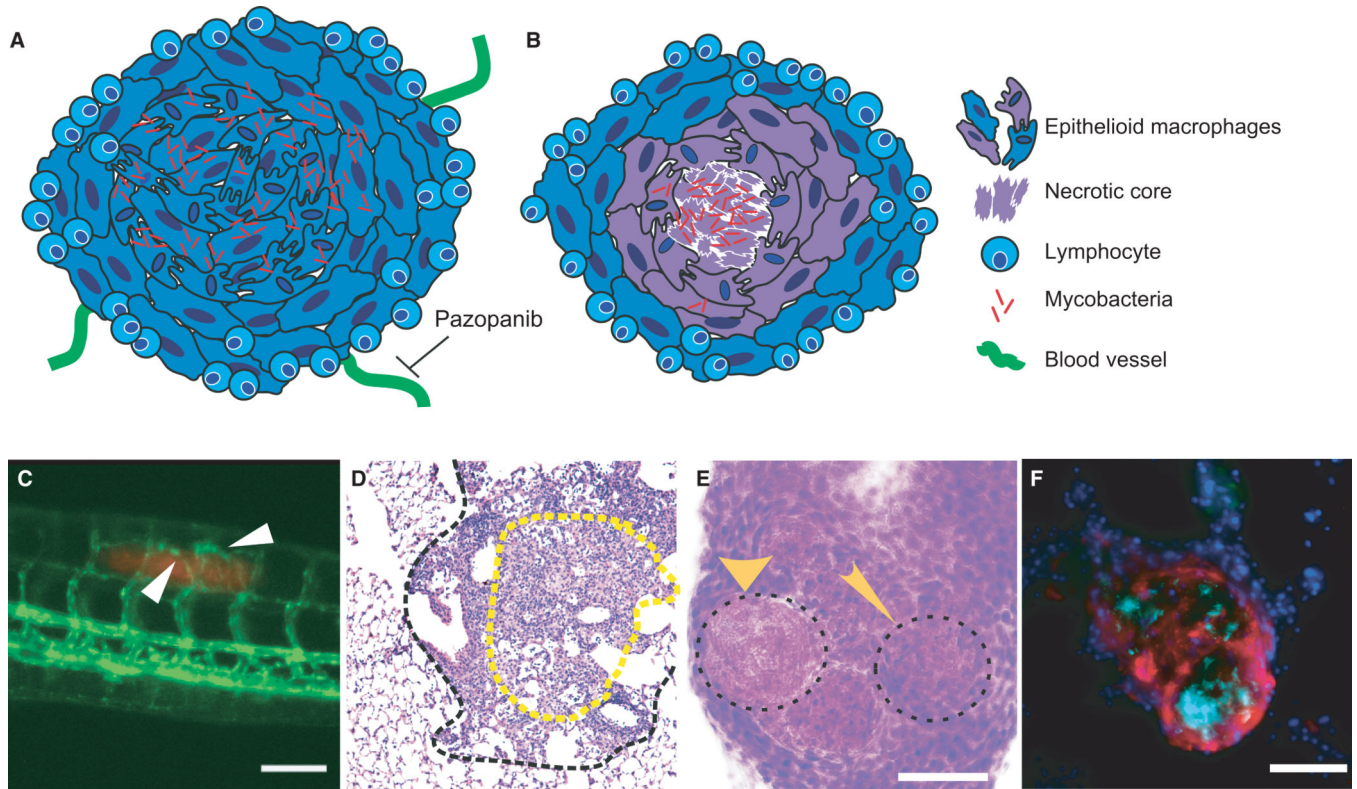 A
B
Pazopanib
Epithelioid macrophages
Necrotic core
Lymphocyte
Mycobacteria
Blood vessel
C
D
E
F